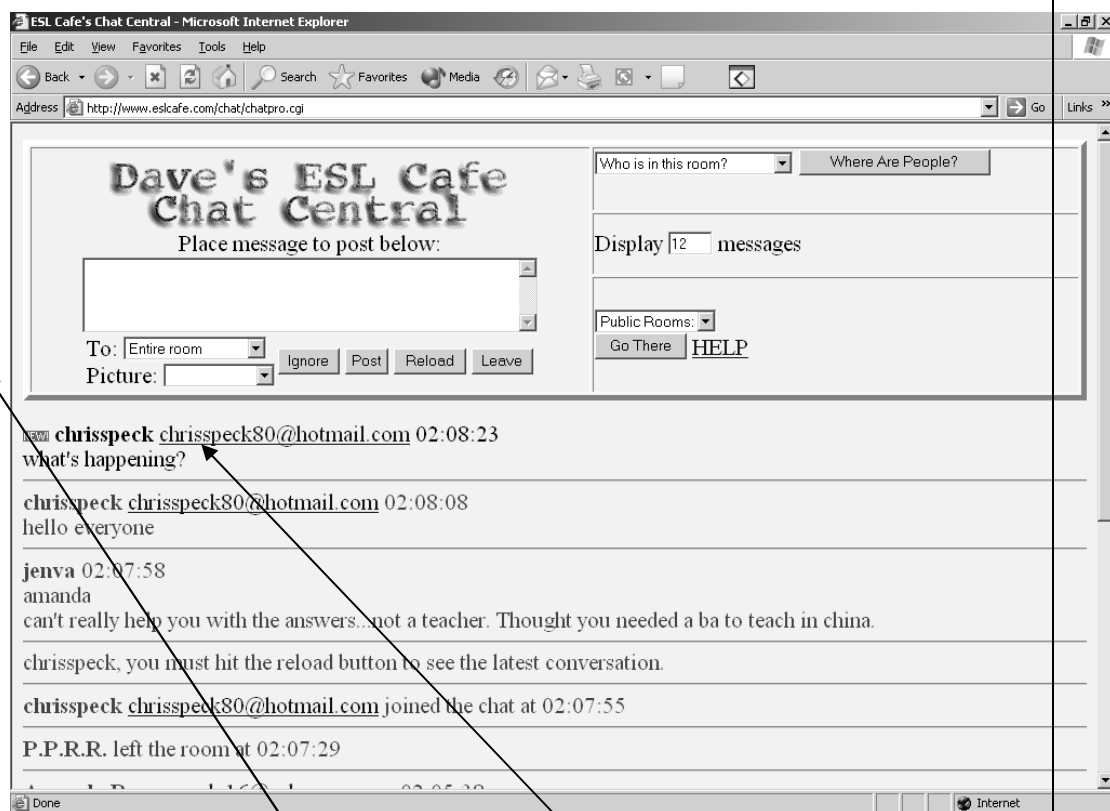 ESL Cafe's Chat Central - Microsoft Internet Explorer
File Edit View Favorites Tools Help
Back Search Favorites Media
Address http://www.eslcafe.com/chat/chatpro.cgi Go Links »
Dave's ESL Cafe
Chat Central
Place message to post below:
To: Entire room
Picture:
Ignore Post Reload Leave
Who is in this room? Where Are People?
Display 12 messages
Public Rooms:
Go There HELP
NEW chrisspeck chrisspeck80@hotmail.com 02:08:23
what's happening?
chrisspeck chrisspeck80@hotmail.com 02:08:08
hello everyone
jenva 02:07:58
amanda
can't really help you with the answers...not a teacher. Thought you needed a ba to teach in china.
chrisspeck, you must hit the reload button to see the latest conversation.
chrisspeck chrisspeck80@hotmail.com joined the chat at 02:07:55
P.P.R.R. left the room at 02:07:29
Done Internet